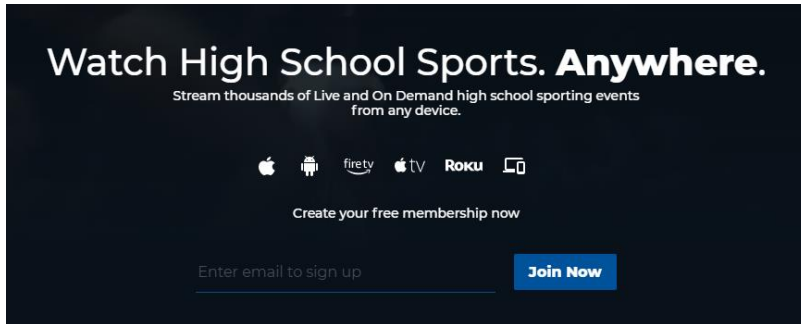 Watch High School Sports. Anywhere.
Stream thousands of Live and On Demand high school sporting events
from any device.
firetv tv ROKU
Create your free membership now
Enter email to sign up Join Now